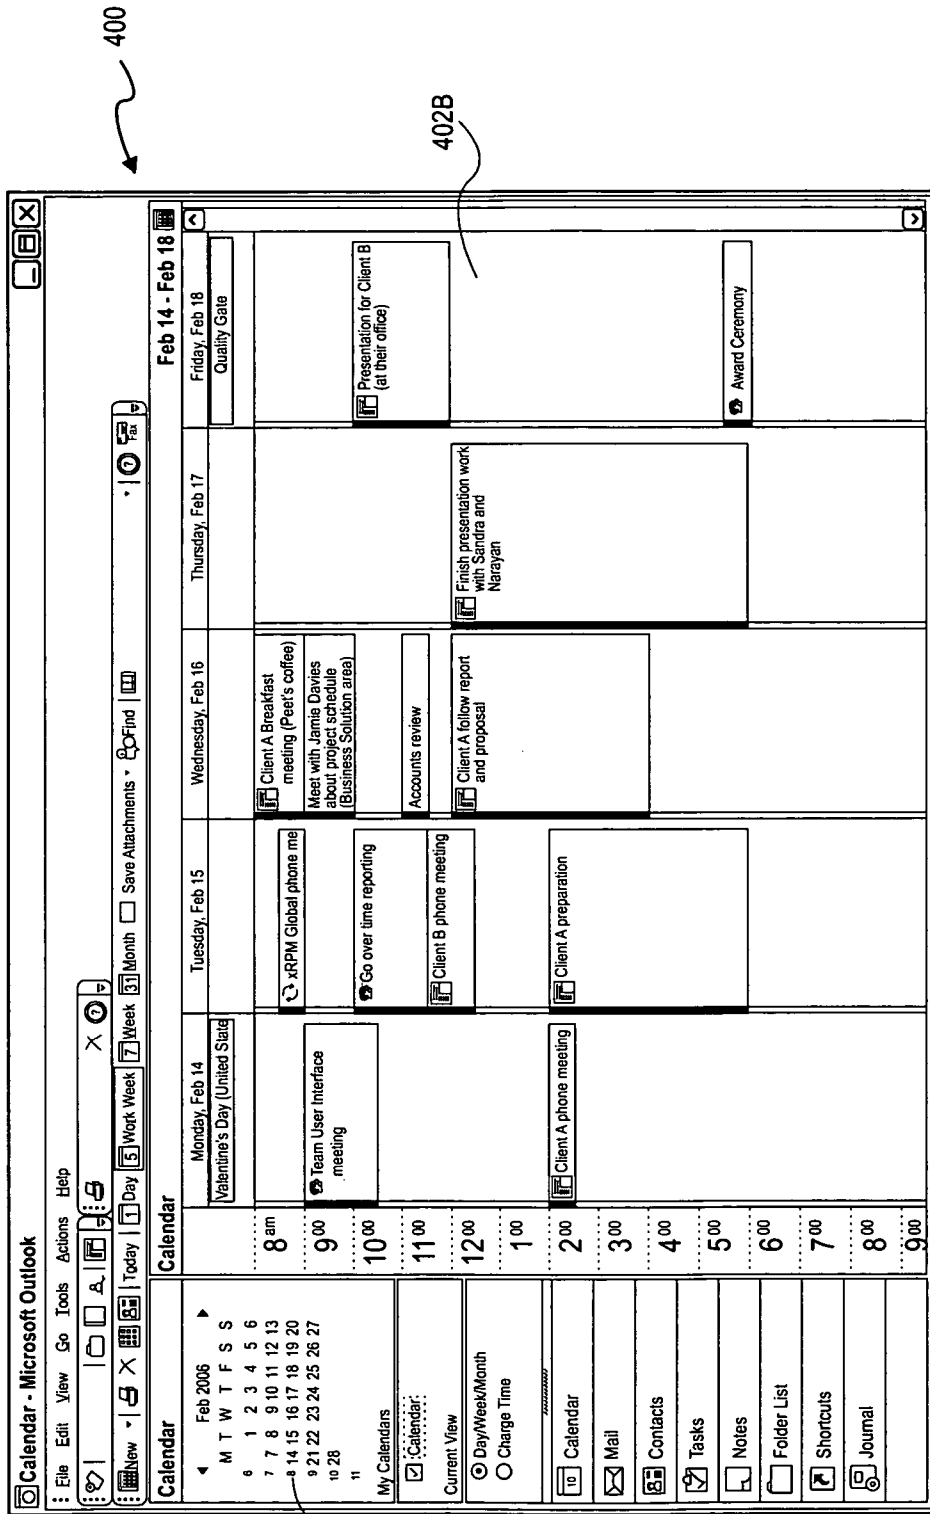 400
402B
Calendar - Microsoft Outlook
File Edit View Go Tools Actions Help
New Today 1 Day 5 Work Week 7 Week 31 Month Save Attachments Find Fax
Calendar
Feb 2006
M T W T F S S
6 1 2 3 4 5 6
7 7 8 9 10 11 12 13
8 14 15 16 17 18 19 20
9 21 22 23 24 25 26 27
10 28
11
My Calendars
Calendar
Current View
Day/Week/Month
Charge Time
10 Calendar
Mail
Contacts
Tasks
Notes
Folder List
Shortcuts
Journal
Calendar
Feb 14 - Feb 18
Monday, Feb 14
Tuesday, Feb 15
Wednesday, Feb 16
Thursday, Feb 17
Friday, Feb 18
Valentine's Day (United State
Quality Gate
8 am
9 00
10 00
11 00
12 00
1 00
2 00
3 00
4 00
5 00
6 00
7 00
8 00
9 00
Team User Interface
meeting
Client A phone meeting
xRPM Global phone me
Go over time reporting
Client B phone meeting
Client A preparation
Client A Breakfast
meeting (Peet's coffee)
Meet with Jamie Davies
about project schedule
(Business Solution area)
Accounts review
Client A follow report
and proposal
Finish presentation work
with Sandra and
Narayan
Presentation for Client B
(at their office)
Award Ceremony